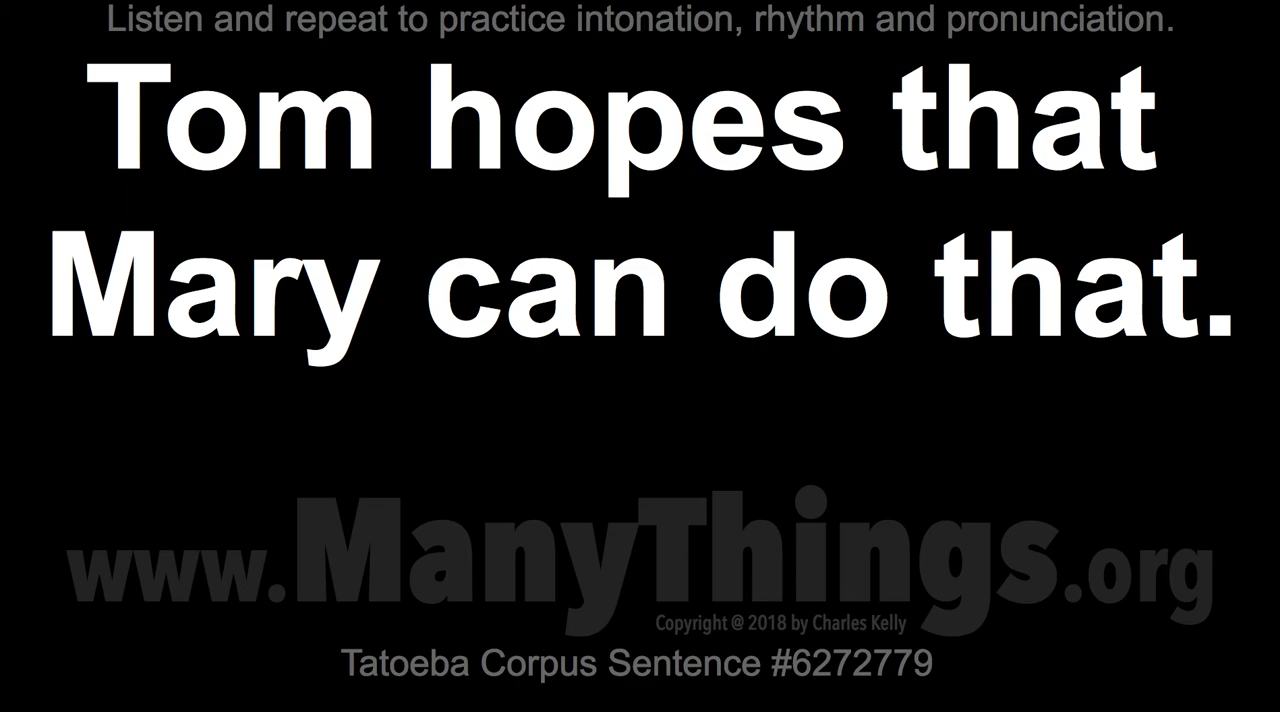 Listen and repeat to practice intonation, rhythm and pronunciation.
Tom hopes that
Mary can do that.
www.ManyThings.org
Copyright @ 2018 by Charles Kelly
Tatoeba Corpus Sentence #6272779